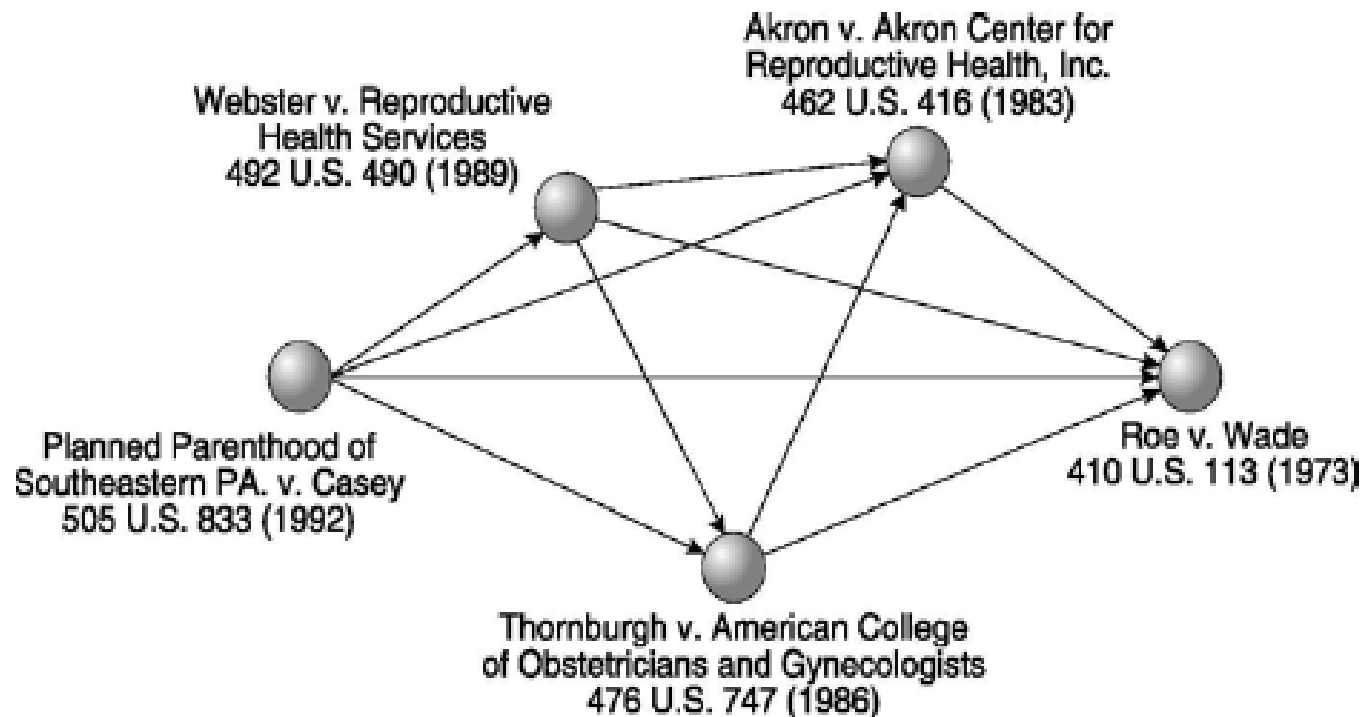 Akron v. Akron Center for
Reproductive Health, Inc.
462 U.S. 416 (1983)
Webster v. Reproductive
Health Services
492 U.S. 490 (1989)
Planned Parenthood of
Southeastern PA. v. Casey
505 U.S. 833 (1992)
Roe v. Wade
410 U.S. 113 (1973)
Thornburgh v. American College
of Obstetricians and Gynecologists
476 U.S. 747 (1986)